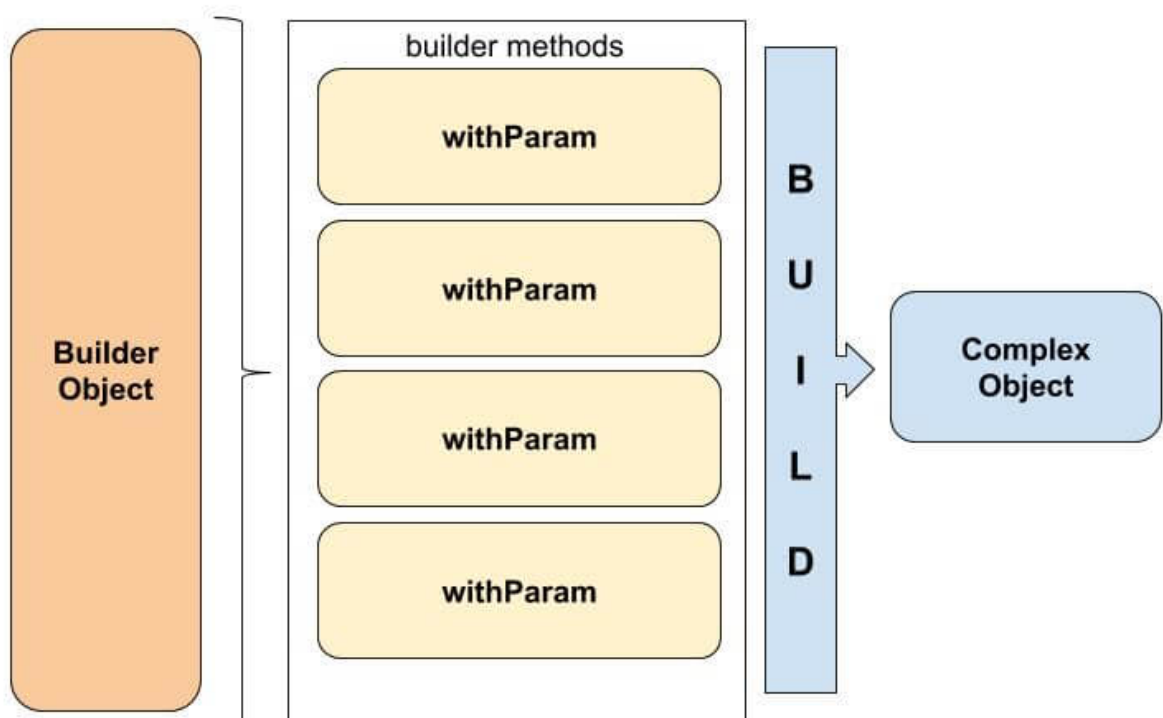 Builder
Object
builder methods
withParam
withParam
withParam
withParam
B
U
I
L
D
Complex
Object